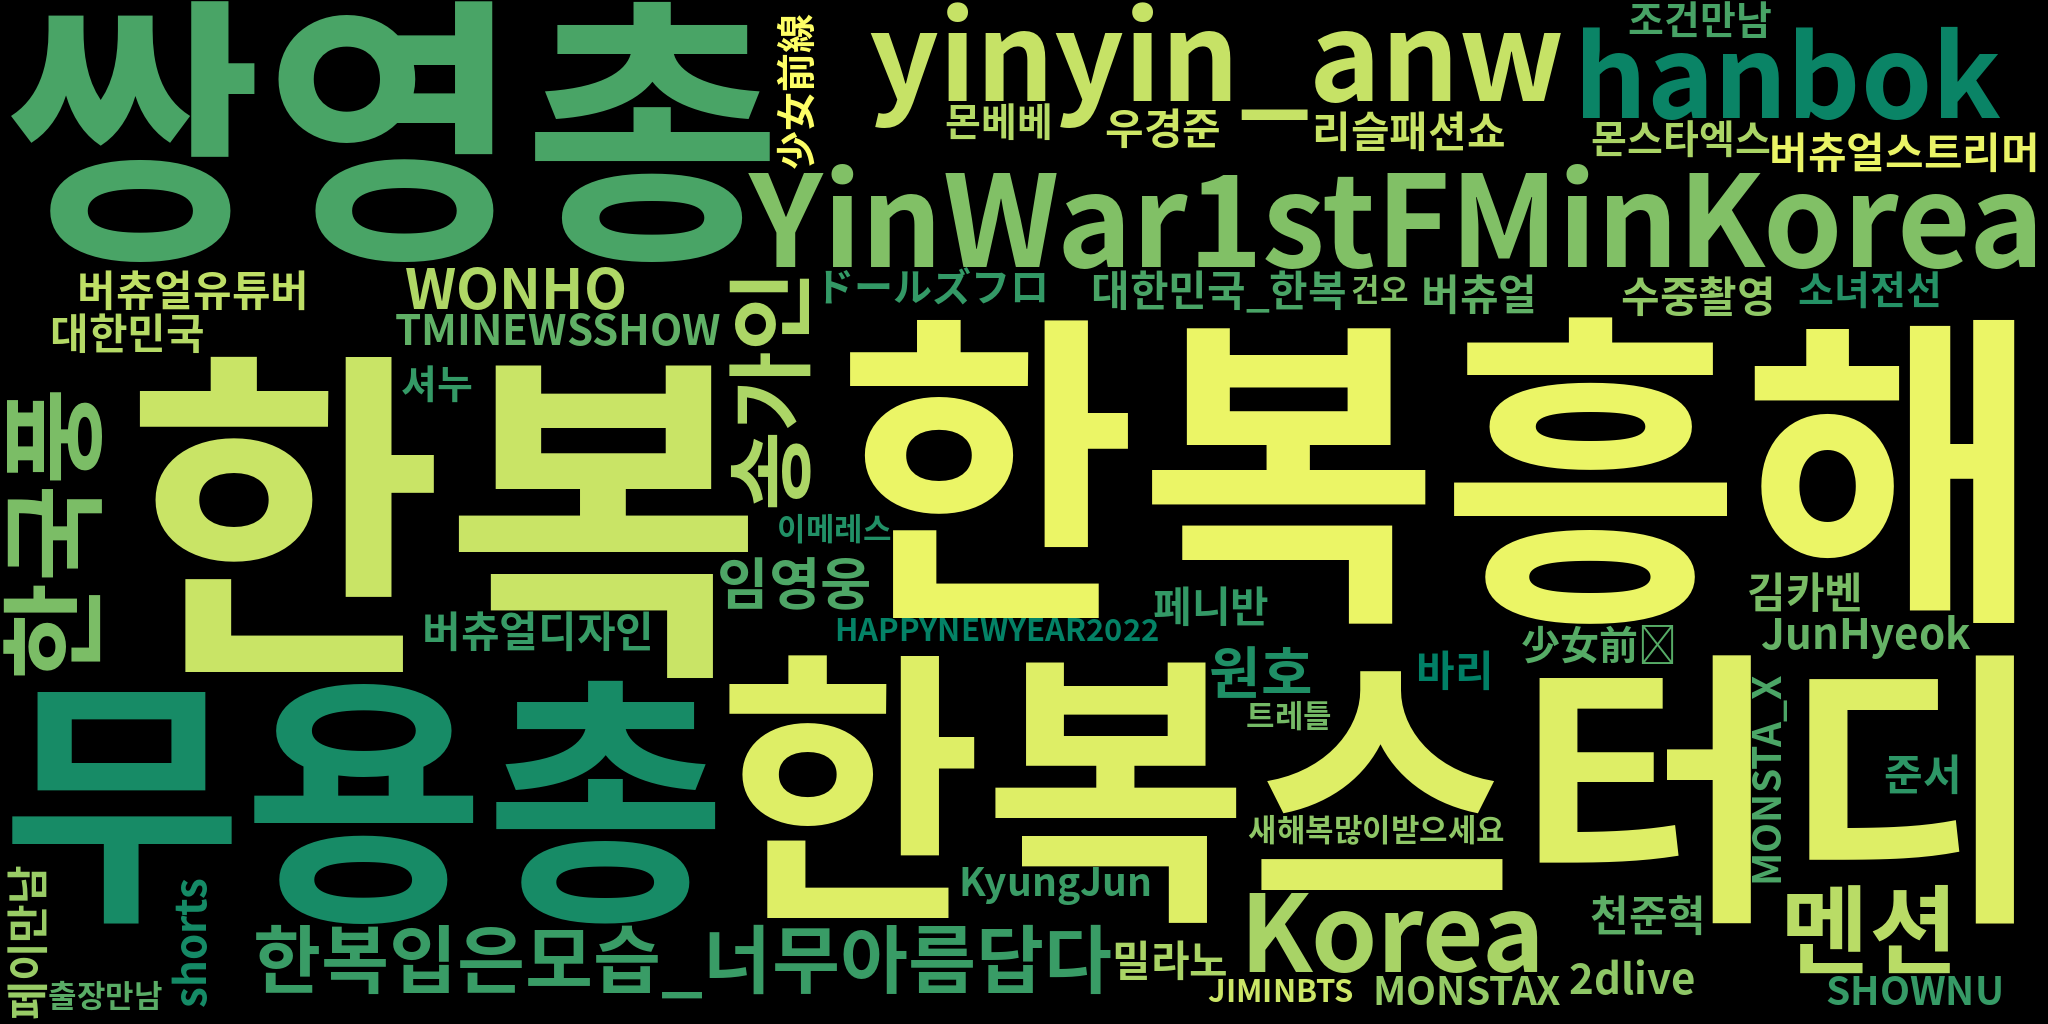 쌍영총
少女前線
yinyin_anw
조건만남
hanbok
몬베베
우경준
리슬패션쇼
몬스타엑스
버츄얼스트리머
YinWar1stFMinKorea
버츄얼유튜버
WONHO
송가인
ドールズフロ
대한민국_한복
건오
버츄얼
수중촬영
소녀전선
대한민국
TMINEWSSHOW
한국풍
한복
셔누
한복흥해
이메레스
임영웅
버츄얼디자인
HAPPYNEWYEAR2022
페니반
김카벤
JunHyeok
少女前
원호
바리
무용총
한복스터디
트레틀
MONSTA_X
준서
새해복많이받으세요
KyungJun
페이만남
shorts
출장만남
한복입은모습_너무아름답다
밀라노
Korea
천준혁
멘션
JIMINBTS
MONSTAX
2dlive
SHOWNU